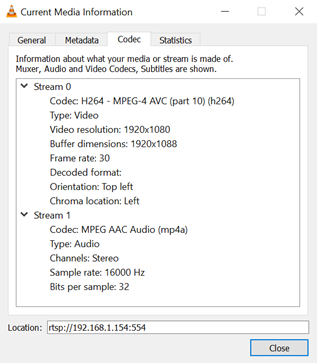 Current Media Information
General Metadata Codec Statistics
Information about what your media or stream is made of.
Muxer, Audio and Video Codecs, Subtitles are shown.
Stream 0
Codec: H264 - MPEG-4 AVC (part 10) (h264)
Type: Video
Video resolution: 1920x1080
Buffer dimensions: 1920x1088
Frame rate: 30
Decoded format:
Orientation: Top left
Chroma location: Left
Stream 1
Codec: MPEG AAC Audio (mp4a)
Type: Audio
Channels: Stereo
Sample rate: 16000 Hz
Bits per sample: 32
Location: rtsp://192.168.1.154:554
Close